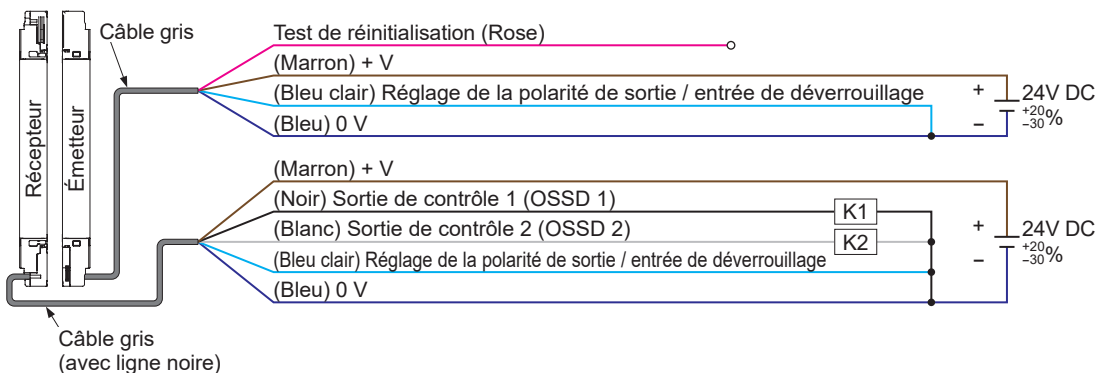 Câble gris
Test de réinitialisation (Rose)
(Marron) + V
(Bleu clair) Réglage de la polarité de sortie / entrée de déverrouillage
(Bleu) 0 V
+
–
24V DC
+20
–30%
Récepteur
Émetteur
(Marron) + V
(Noir) Sortie de contrôle 1 (OSSD 1)
K1
(Blanc) Sortie de contrôle 2 (OSSD 2)
K2
(Bleu clair) Réglage de la polarité de sortie / entrée de déverrouillage
(Bleu) 0 V
+
–
24V DC
+20
–30%
Câble gris
(avec ligne noire)